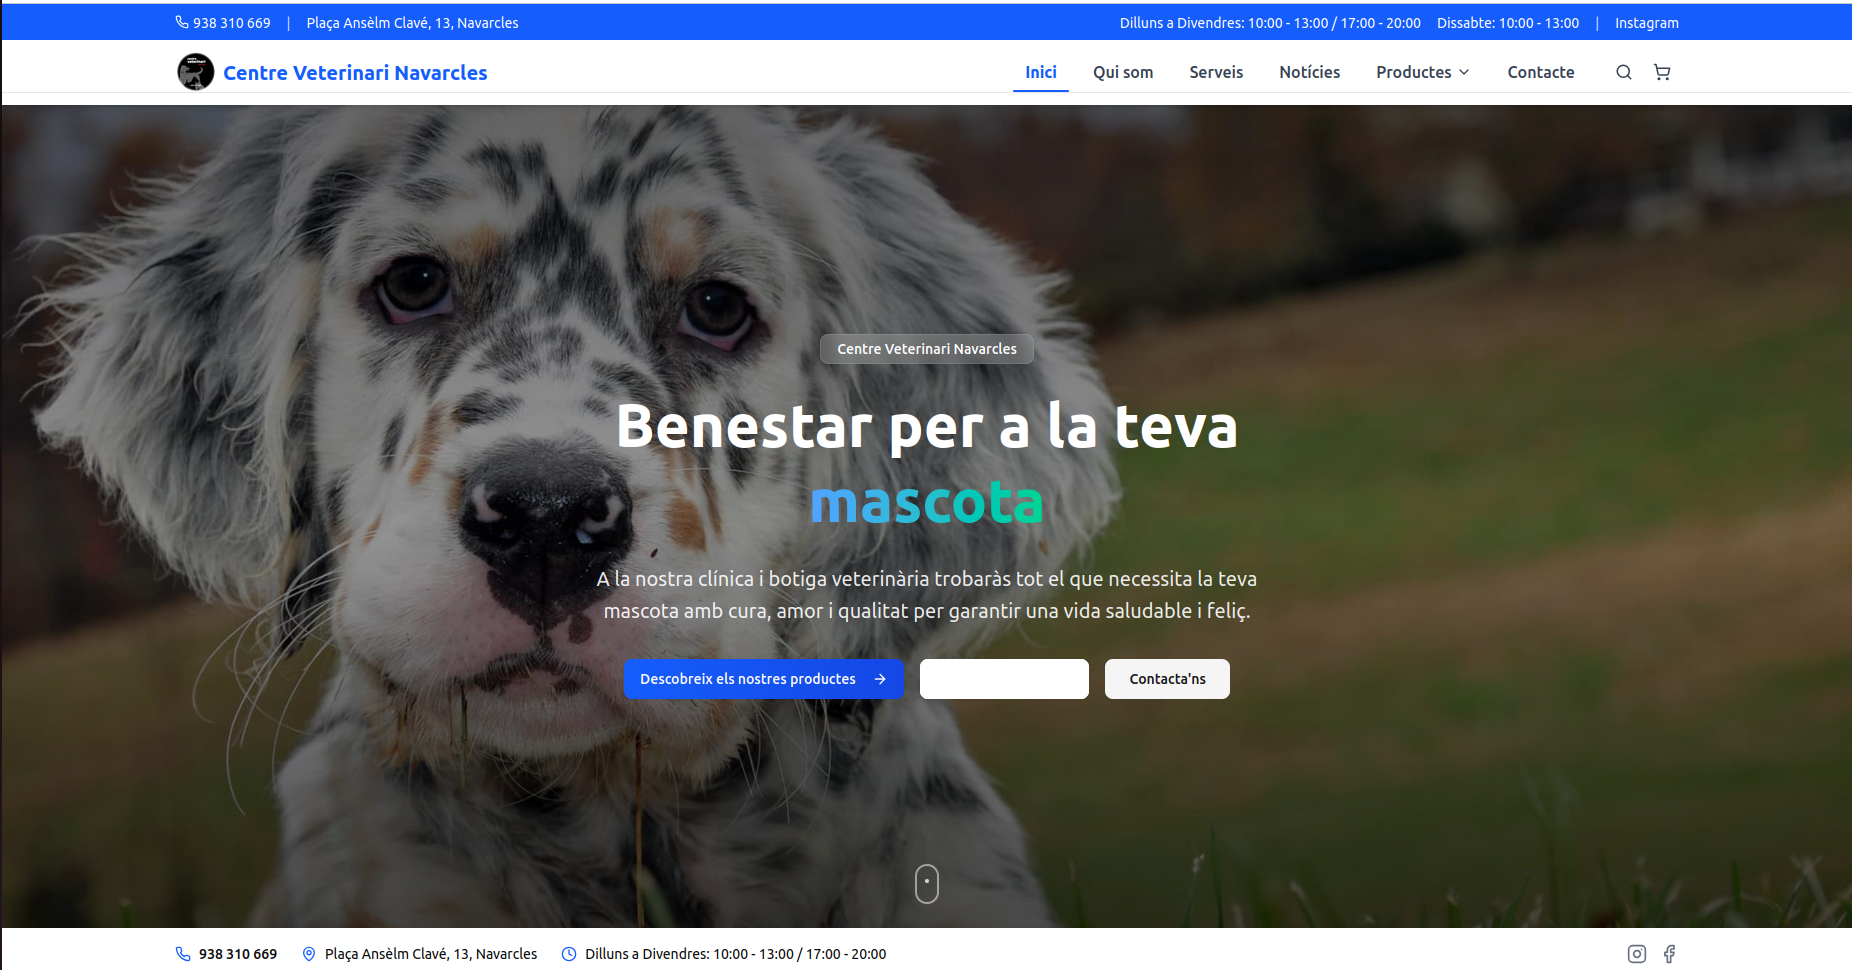 938 310 669 | Plaça Ansèlm Clavé, 13, Navarcles
Dilluns a Divendres: 10:00 - 13:00 / 17:00 - 20:00 Dissabte: 10:00 - 13:00 | Instagram
Centre Veterinari Navarcles
Inici Qui som Serveis Notícies Productes Contacte
Centre Veterinari Navarcles
Benestar per a la teva
mascota
A la nostra clínica i botiga veterinària trobaràs tot el que necessita la teva
mascota amb cura, amor i qualitat per garantir una vida saludable i feliç.
Descobreix els nostres productes
Contacta'ns
938 310 669 Plaça Ansèlm Clavé, 13, Navarcles Dilluns a Divendres: 10:00 - 13:00 / 17:00 - 20:00